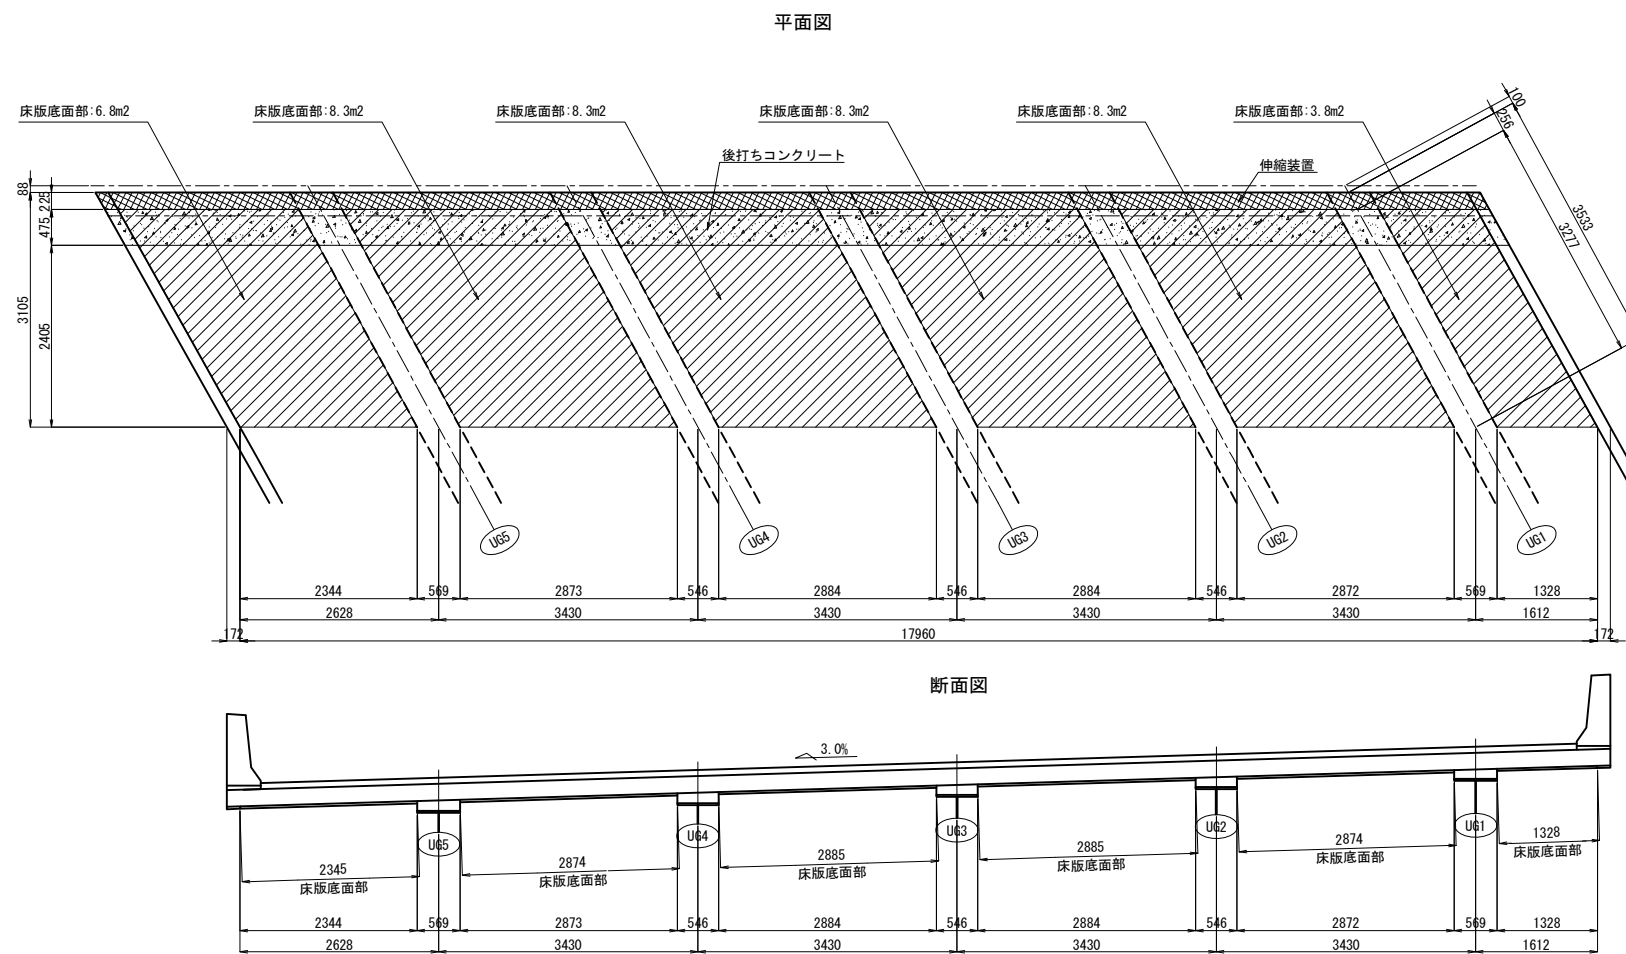 平面図
床版底面部:6.8m2
床版底面部:8.3m2
床版底面部:8.3m2
床版底面部:8.3m2
床版底面部:8.3m2
床版底面部:3.8m2
100
256
3533
3277
後打ちコンクリート
伸縮装置
88
225
475
3105
2405
UG5
UG4
UG3
UG2
UG1
2344
569
2873
546
2884
546
2884
546
2872
569
1328
2628
3430
3430
3430
3430
1612
172
17960
172
断面図
3.0%
UG5
UG4
UG3
UG2
UG1
2345
床版底面部
2874
床版底面部
2885
床版底面部
2885
床版底面部
2874
床版底面部
1328
床版底面部
2344
569
2873
546
2884
546
2884
546
2872
569
1328
2628
3430
3430
3430
3430
1612